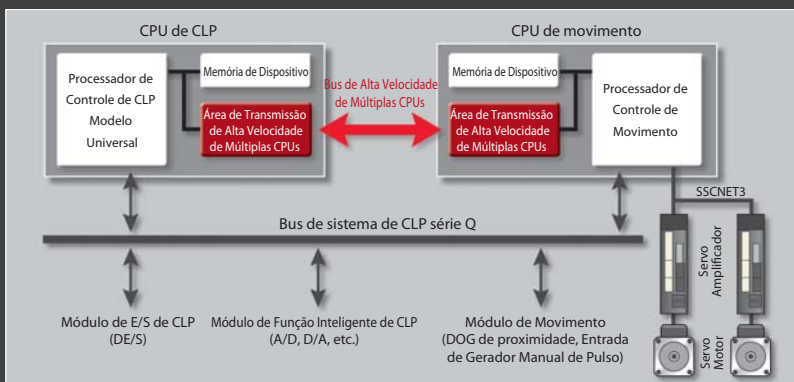 CPU de CLP
CPU de movimento
Processador de
Controle de CLP
Modelo
Universal
Memória de Dispositivo
Área de Transmissão
de Alta Velocidade
de Múltiplas CPUs
Bus de Alta Velocidade
de Múltiplas CPUs
Memória de Dispositivo
Área de Transmissão
de Alta Velocidade
de Múltiplas CPUs
Processador de
Controle de
Movimento
SSCNET3
Bus de sistema de CLP série Q
Servo
Amplificador
Servo
Motor
Módulo de E/S de CLP
(DE/S)
Módulo de Função Inteligente de CLP
(A/D, D/A, etc.)
Módulo de Movimento
(DOG de proximidade, Entrada
de Gerador Manual de Pulso)